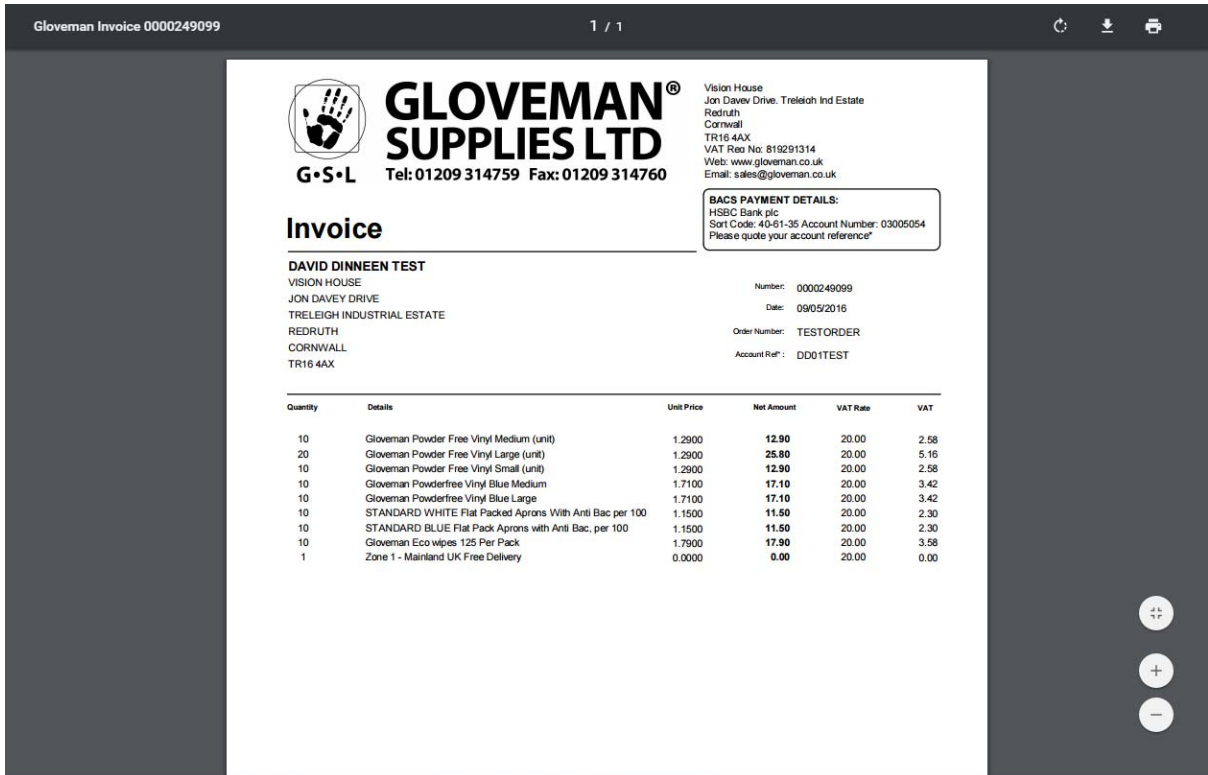 Gloveman Invoice 0000249099
1 / 1
GLOVEMAN®
SUPPLIES LTD
G•S•L
Tel: 01209 314759 Fax: 01209 314760
Vision House
Jon Davey Drive. Treleigh Ind Estate
Redruth
Cornwall
TR16 4AX
VAT Reg No: 819291314
Web: www.gloveman.co.uk
Email: sales@gloveman.co.uk
BACS PAYMENT DETAILS:
HSBC Bank plc
Sort Code: 40-61-35 Account Number: 03005054
Please quote your account reference*
Invoice
DAVID DINNEEN TEST
VISION HOUSE
JON DAVEY DRIVE
TRELEIGH INDUSTRIAL ESTATE
REDRUTH
CORNWALL
TR16 4AX
Number: 0000249099
Date: 09/05/2016
Order Number: TESTORDER
Account Ref* : DD01TEST
Quantity Details Unit Price Net Amount VAT Rate VAT
10 Gloveman Powder Free Vinyl Medium (unit) 1.2900 12.90 20.00 2.58
20 Gloveman Powder Free Vinyl Large (unit) 1.2900 25.80 20.00 5.16
10 Gloveman Powder Free Vinyl Small (unit) 1.2900 12.90 20.00 2.58
10 Gloveman Powderfree Vinyl Blue Medium 1.7100 17.10 20.00 3.42
10 Gloveman Powderfree Vinyl Blue Large 1.7100 17.10 20.00 3.42
10 STANDARD WHITE Flat Packed Aprons With Anti Bac per 100 1.1500 11.50 20.00 2.30
10 STANDARD BLUE Flat Pack Aprons with Anti Bac, per 100 1.1500 11.50 20.00 2.30
10 Gloveman Eco wipes 125 Per Pack 1.7900 17.90 20.00 3.58
1 Zone 1 - Mainland UK Free Delivery 0.0000 0.00 20.00 0.00